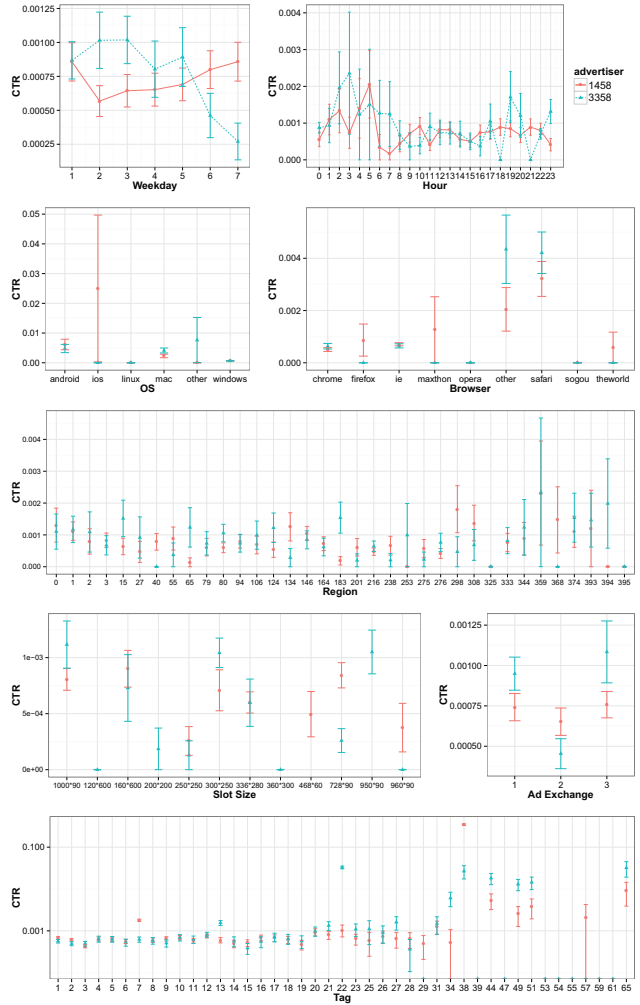 CTR
0.00125
0.00100
0.00075
0.00050
0.00025
1 2 3 4 5 6 7
Weekday
CTR
0.004
0.003
0.002
0.001
0.000
0 1 2 3 4 5 6 7 8 9 10 11 12 13 14 15 16 17 18 19 20 21 22 23
Hour
advertiser
1458
3358
CTR
0.05
0.04
0.03
0.02
0.01
0.00
android ios linux mac other windows
OS
CTR
0.004
0.002
0.000
chrome firefox ie maxthon opera other safari sogou theworld
Browser
CTR
0.004
0.003
0.002
0.001
0.000
0 1 2 3 15 27 40 55 65 79 80 94 106 124 134 146 164 183 201 216 238 253 275 276 298 308 325 333 344 359 368 374 393 394 395
Region
CTR
1e−03
5e−04
0e+00
1000*90 120*600 160*600 200*200 250*250 300*250 336*280 360*300 468*60 728*90 950*90 960*90
Slot Size
CTR
0.00125
0.00100
0.00075
0.00050
1 2 3
Ad Exchange
CTR
0.100
0.001
1 2 3 4 5 6 7 8 9 10 11 12 13 14 15 16 17 18 19 20 21 22 24 25 26 27 28 29 31 34 38 39 44 47 49 51 53 54 55 57 59 61 65
Tag